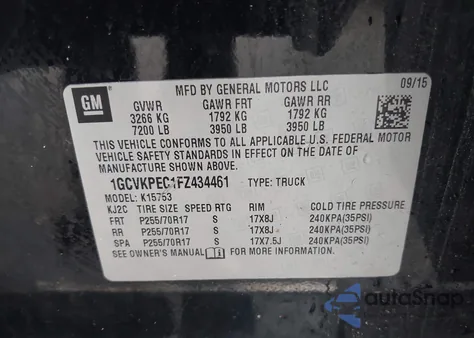 GM
MFD BY GENERAL MOTORS LLC 09/15
GVWR GAWR FRT GAWR RR
3266 KG 1792 KG 1792 KG
7200 LB 3950 LB 3950 LB
THIS VEHICLE CONFORMS TO ALL APPLICABLE U.S. FEDERAL MOTOR
VEHICLE SAFETY STANDARDS IN EFFECT ON THE DATE OF
MANUFACTURE SHOWN ABOVE.
1GCVKPEC1FZ434461 TYPE: TRUCK
MODEL: K15753
KJ2C TIRE SIZE SPEED RTG RIM COLD TIRE PRESSURE
FRT P255/70R17 S 17X8J 240KPA(35PSI)
RR P255/70R17 S 17X8J 240KPA(35PSI)
SPA P255/70R17 S 17X7.5J 240KPA(35PSI)
SEE OWNER'S MANUAL FOR MORE INFORMATION.
autoSnap